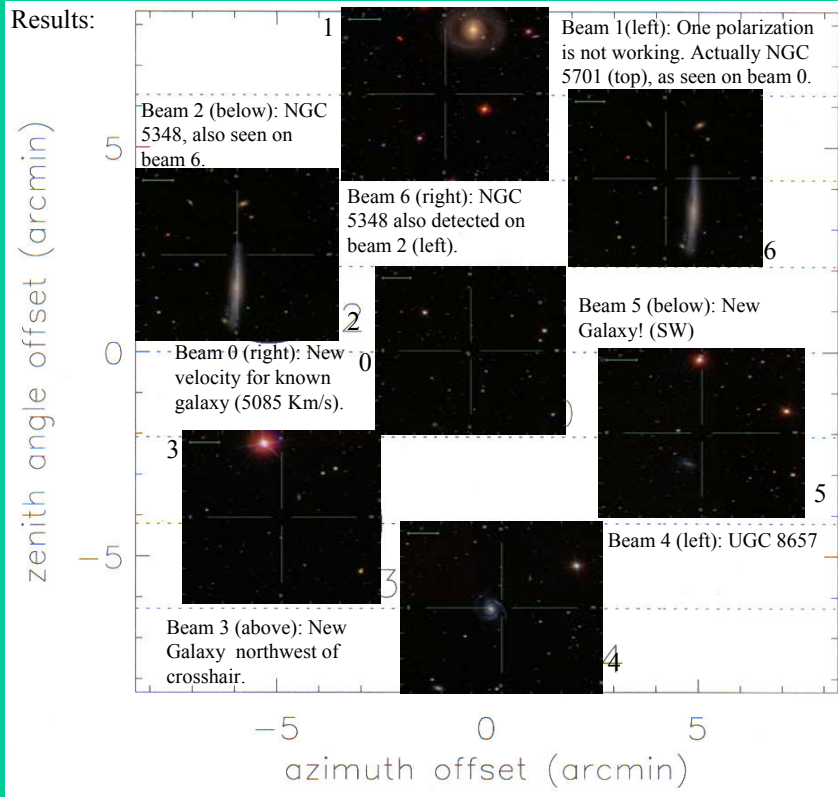 Results:
1
Beam 1(left): One polarization
is not working. Actually NGC
5701 (top), as seen on beam 0.
Beam 2 (below): NGC
5348, also seen on
beam 6.
Beam 6 (right): NGC
5348 also detected on
beam 2 (left).
6
2
2
0
Beam 5 (below): New
Galaxy! (SW)
Beam 0 (right): New
velocity for known
galaxy (5085 Km/s).
3
5
Beam 4 (left): UGC 8657
3
Beam 3 (above): New
Galaxy northwest of
crosshair.
4
4
5
0
-5
zenith angle offset (arcmin)
-5
0
5
azimuth offset (arcmin)